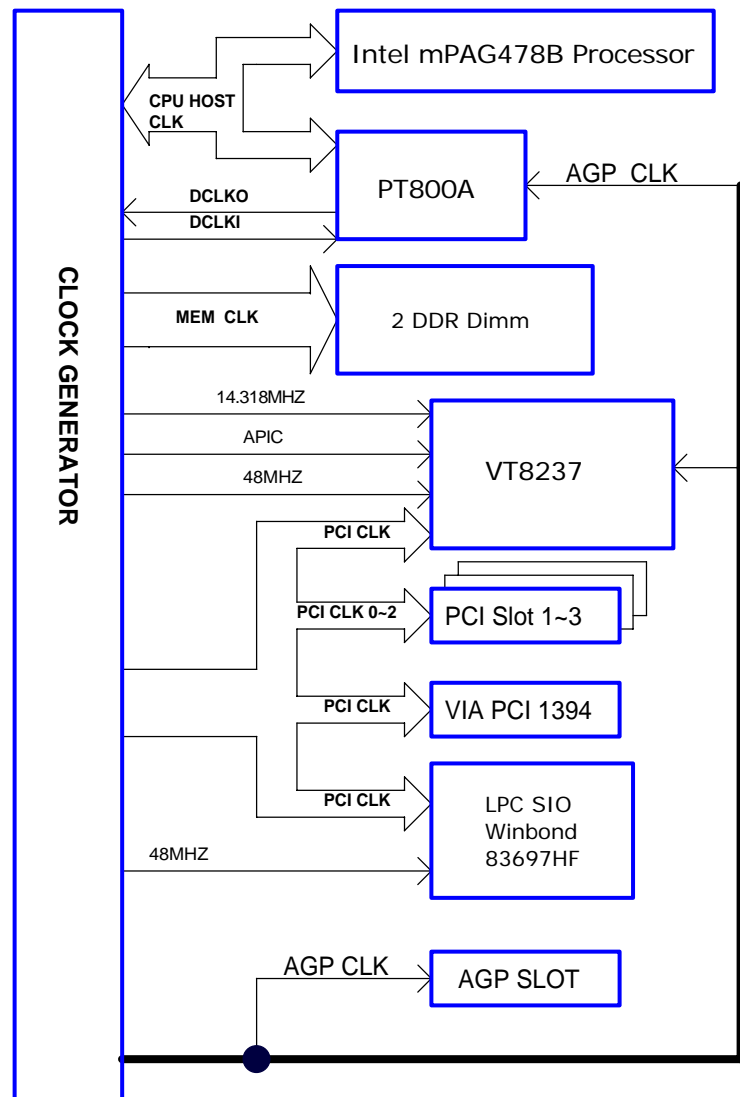 CLOCK GENERATOR
Intel mPAG478B Processor
CPU HOST
CLK
PT800A
AGP CLK
DCLKO
DCLKI
MEM CLK
2 DDR Dimm
14.318MHZ
APIC
48MHZ
VT8237
PCI CLK
PCI CLK 0~2
PCI Slot 1~3
PCI CLK
VIA PCI 1394
PCI CLK
LPC SIO
Winbond
83697HF
48MHZ
AGP CLK
AGP SLOT